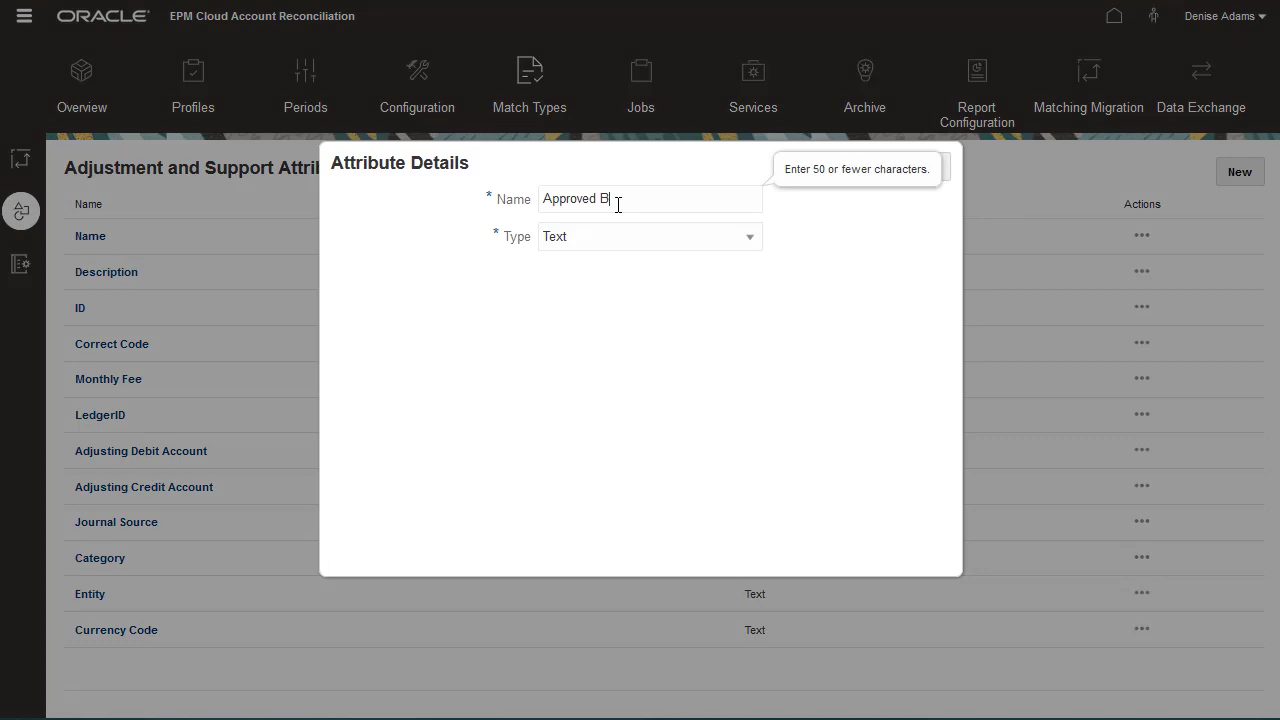 ORACLE EPM Cloud Account Reconciliation
Denise Adams
Overview
Profiles
Periods
Configuration
Match Types
Jobs
Services
Archive
Report
Configuration
Matching Migration
Data Exchange
Adjustment and Support Attri
New
Attribute Details
Enter 50 or fewer characters.
* Name Approved B
* Type Text
Name
Actions
Name
Description
ID
Correct Code
Monthly Fee
LedgerID
Adjusting Debit Account
Adjusting Credit Account
Journal Source
Category
Entity Text
Currency Code Text